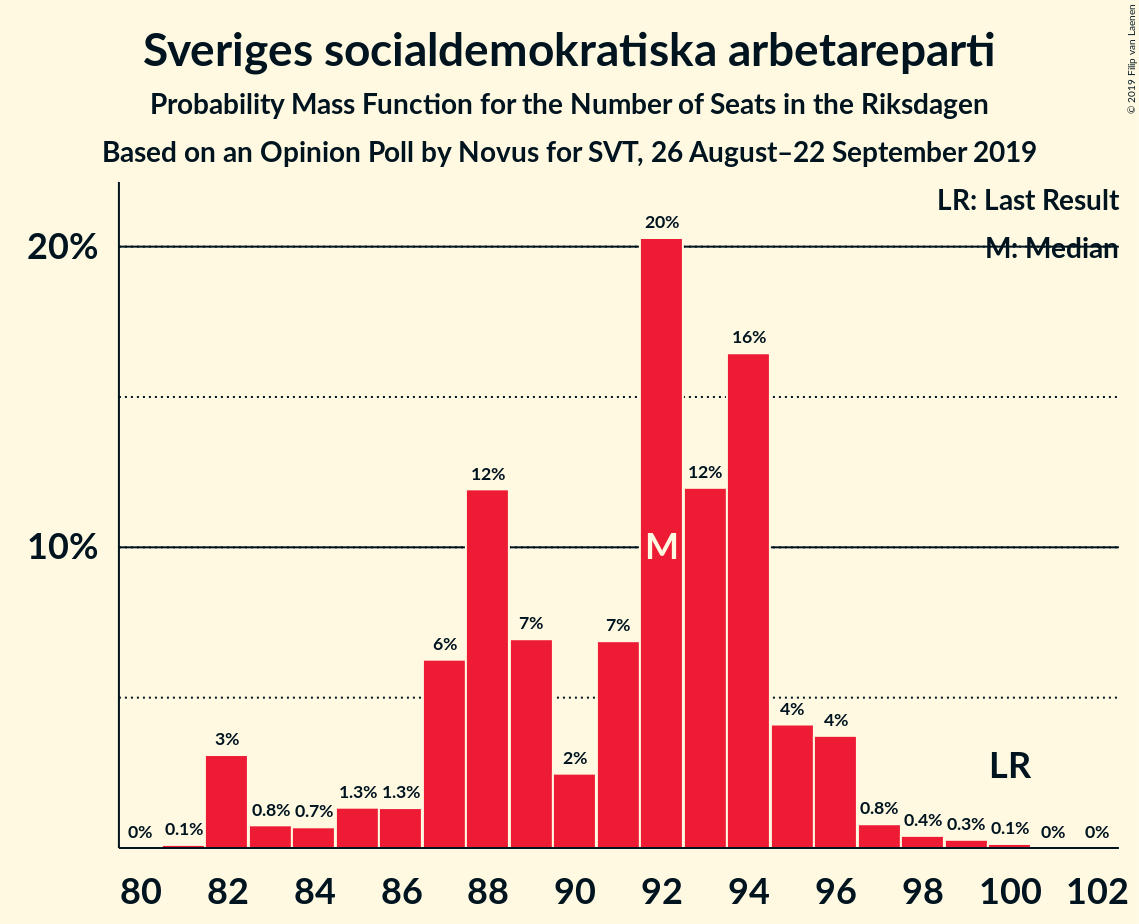 Sveriges socialdemokratiska arbetareparti
Probability Mass Function for the Number of Seats in the Riksdagen
Based on an Opinion Poll by Novus for SVT, 26 August–22 September 2019
© 2019 Filip van Laenen
LR: Last Result
M: Median
20%
10%
0%
0.1%
3%
0.8%
0.7%
1.3%
1.3%
6%
12%
7%
2%
7%
20%
12%
16%
4%
4%
0.8%
0.4%
0.3%
0.1%
0%
0%
M
LR
80 82 84 86 88 90 92 94 96 98 100 102